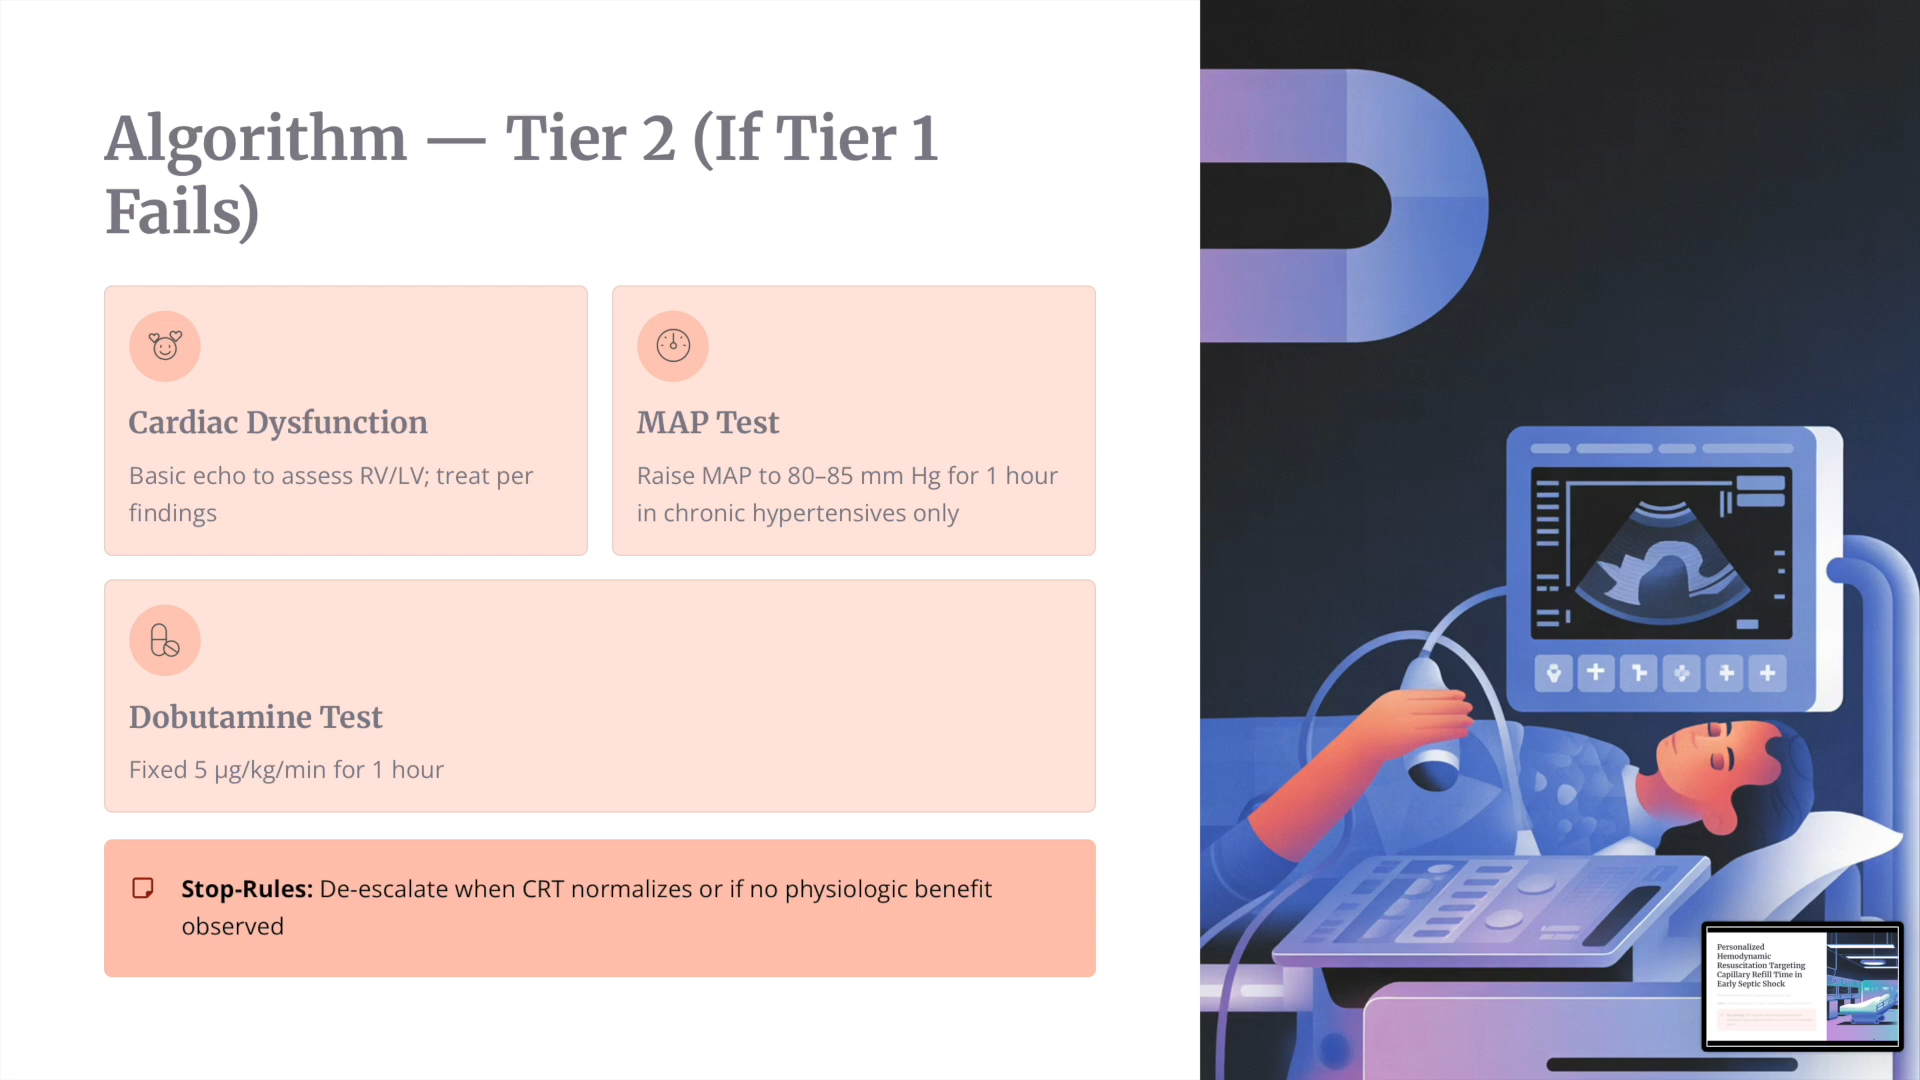 Algorithm — Tier 2 (If Tier 1
Fails)
Cardiac Dysfunction
Basic echo to assess RV/LV; treat per
findings
MAP Test
Raise MAP to 80–85 mm Hg for 1 hour
in chronic hypertensives only
Dobutamine Test
Fixed 5 µg/kg/min for 1 hour
Stop-Rules: De-escalate when CRT normalizes or if no physiologic benefit
observed
Personalized
Hemodynamic
Resuscitation Targeting
Capillary Refill Time in
Early Septic Shock